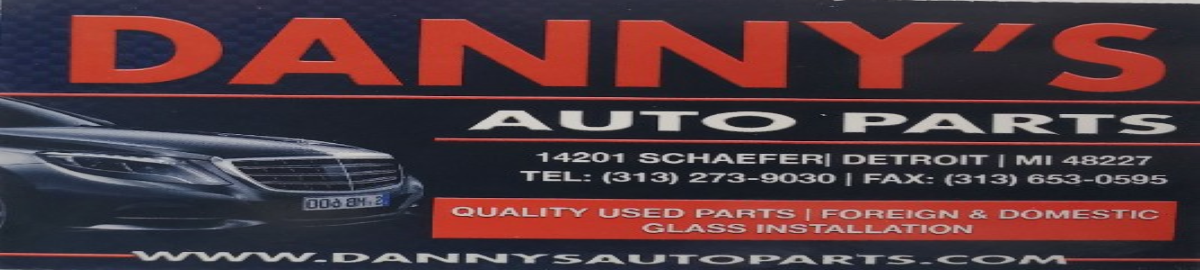 DANNY'S
AUTO PARTS
14201 SCHAEFER| DETROIT | MI 48227
TEL: (313) 273-9030 | FAX: (313) 653-0595
QUALITY USED PARTS | FOREIGN & DOMESTIC
GLASS INSTALLATION
WWW.DANNYSAUTOPARTS.COM